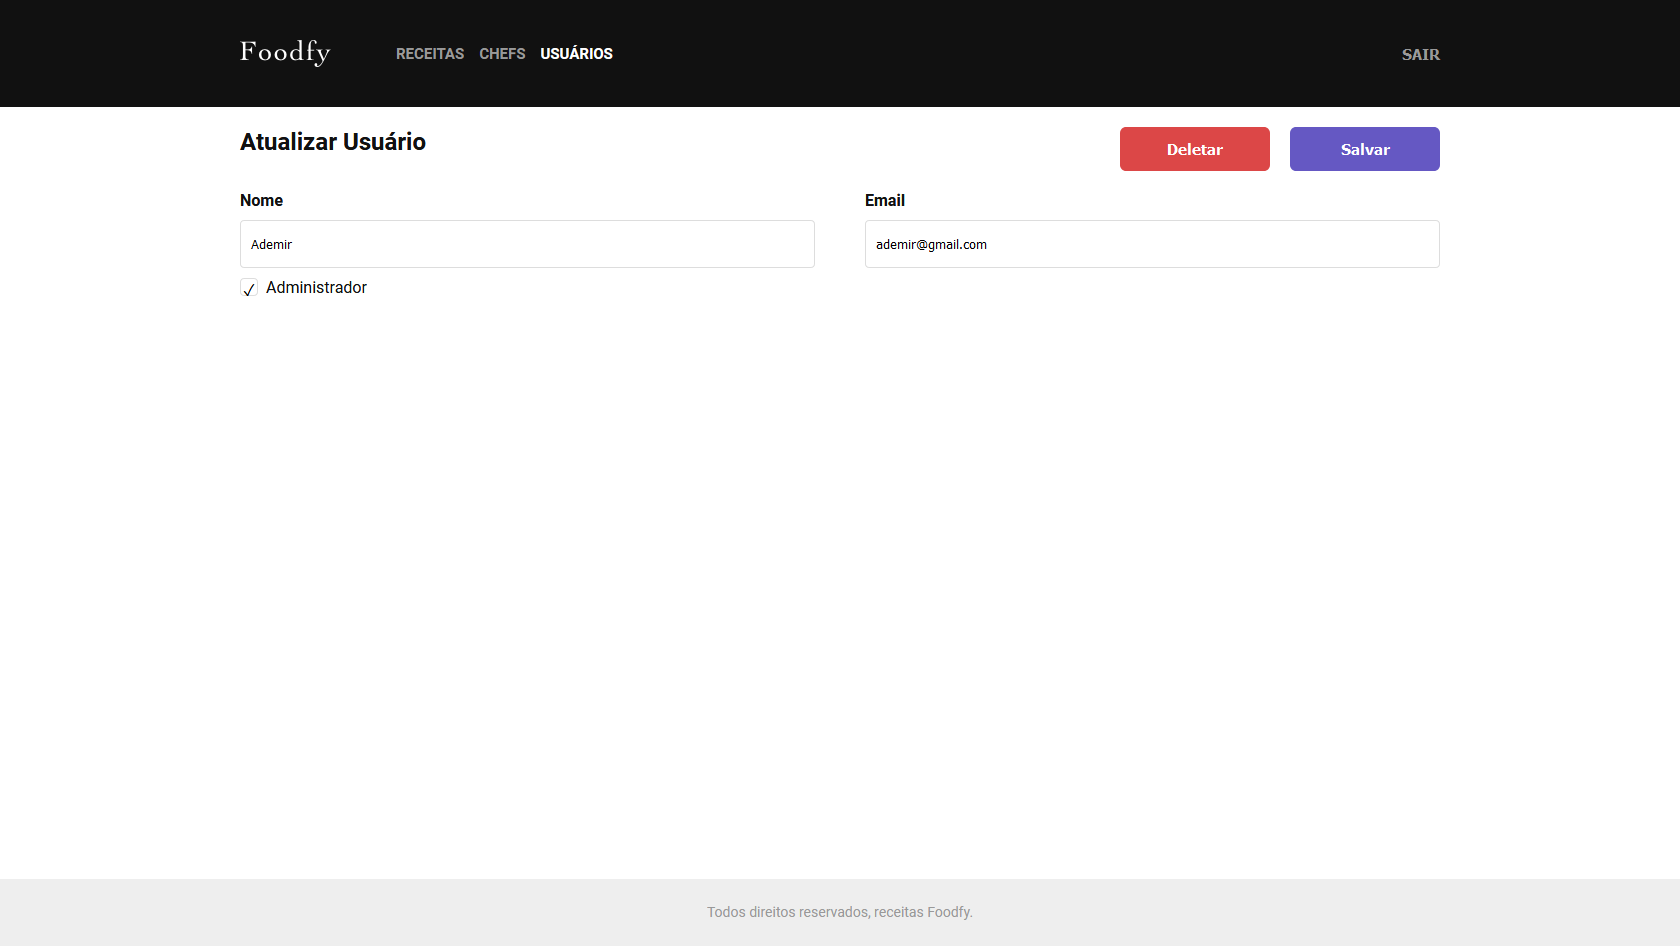 Foodfy RECEITAS CHEFS USUÁRIOS SAIR
Atualizar Usuário Deletar Salvar
Nome Email
Ademir ademir@gmail.com
Administrador
Todos direitos reservados, receitas Foodfy.